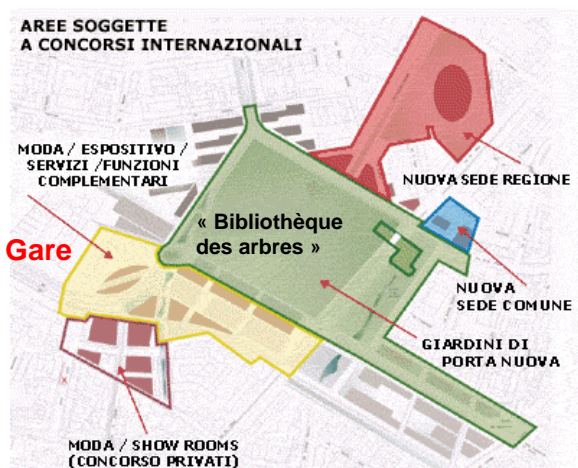 AREE SOGGETTE
A CONCORSI INTERNAZIONALI
MODA / ESPOSITIVO /
SERVIZI /FUNZIONI
COMPLEMENTARI
NUOVA SEDE REGIONE
« Bibliothèque
des arbres »
Gare
NUOVA
SEDE COMUNE
GIARDINI DI
PORTA NUOVA
MODA / SHOW ROOMS
(CONCORSO PRIVATI)